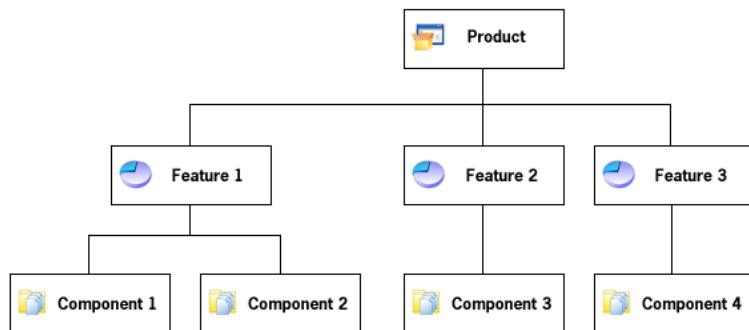 Product
Feature 1
Feature 2
Feature 3
Component 1
Component 2
Component 3
Component 4